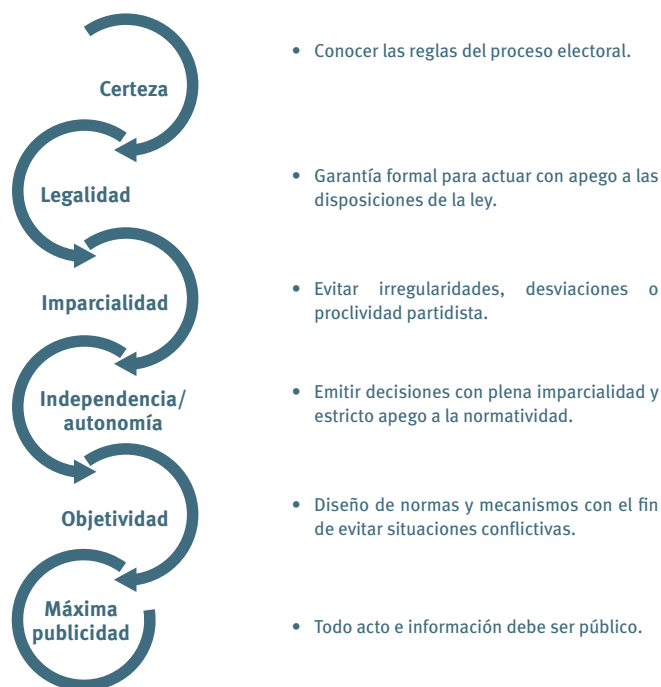 Certeza
• Conocer las reglas del proceso electoral.
Legalidad
• Garantía formal para actuar con apego a las
disposiciones de la ley.
Imparcialidad
• Evitar irregularidades, desviaciones o
proclividad partidista.
Independencia/
autonomía
• Emitir decisiones con plena imparcialidad y
estricto apego a la normatividad.
Objetividad
• Diseño de normas y mecanismos con el fin
de evitar situaciones conflictivas.
Máxima
publicidad
• Todo acto e información debe ser público.